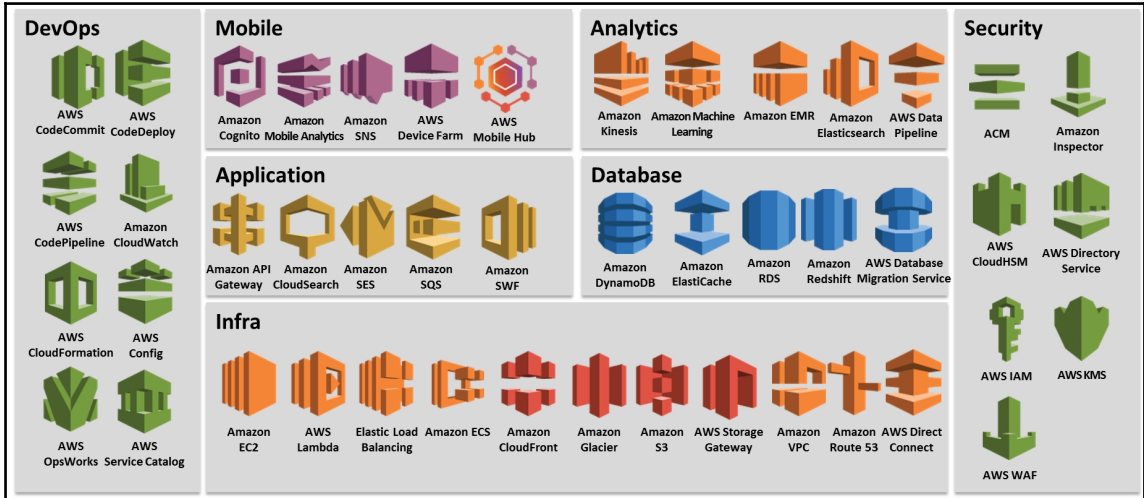 DevOps
AWS
CodeCommit
AWS
CodeDeploy
AWS
CodePipeline
Amazon
CloudWatch
AWS
CloudFormation
AWS
Config
AWS
OpsWorks
AWS
Service Catalog
Mobile
Amazon
Cognito
Amazon
Mobile Analytics
Amazon
SNS
AWS
Device Farm
AWS
Mobile Hub
Analytics
Amazon
Kinesis
Amazon Machine
Learning
Amazon EMR
Amazon
Elasticsearch
AWS Data
Pipeline
Application
Amazon API
Gateway
Amazon
CloudSearch
Amazon
SES
Amazon
SQS
Amazon
SWF
Database
Amazon
DynamoDB
Amazon
ElastiCache
Amazon
RDS
Amazon
Redshift
AWS Database
Migration Service
Infra
Amazon
EC2
AWS
Lambda
Elastic Load
Balancing
Amazon ECS
Amazon
CloudFront
Amazon
Glacier
Amazon
S3
AWS Storage
Gateway
Amazon
VPC
Amazon
Route 53
AWS Direct
Connect
Security
ACM
Amazon
Inspector
AWS
CloudHSM
AWS Directory
Service
AWS IAM
AWS KMS
AWS WAF